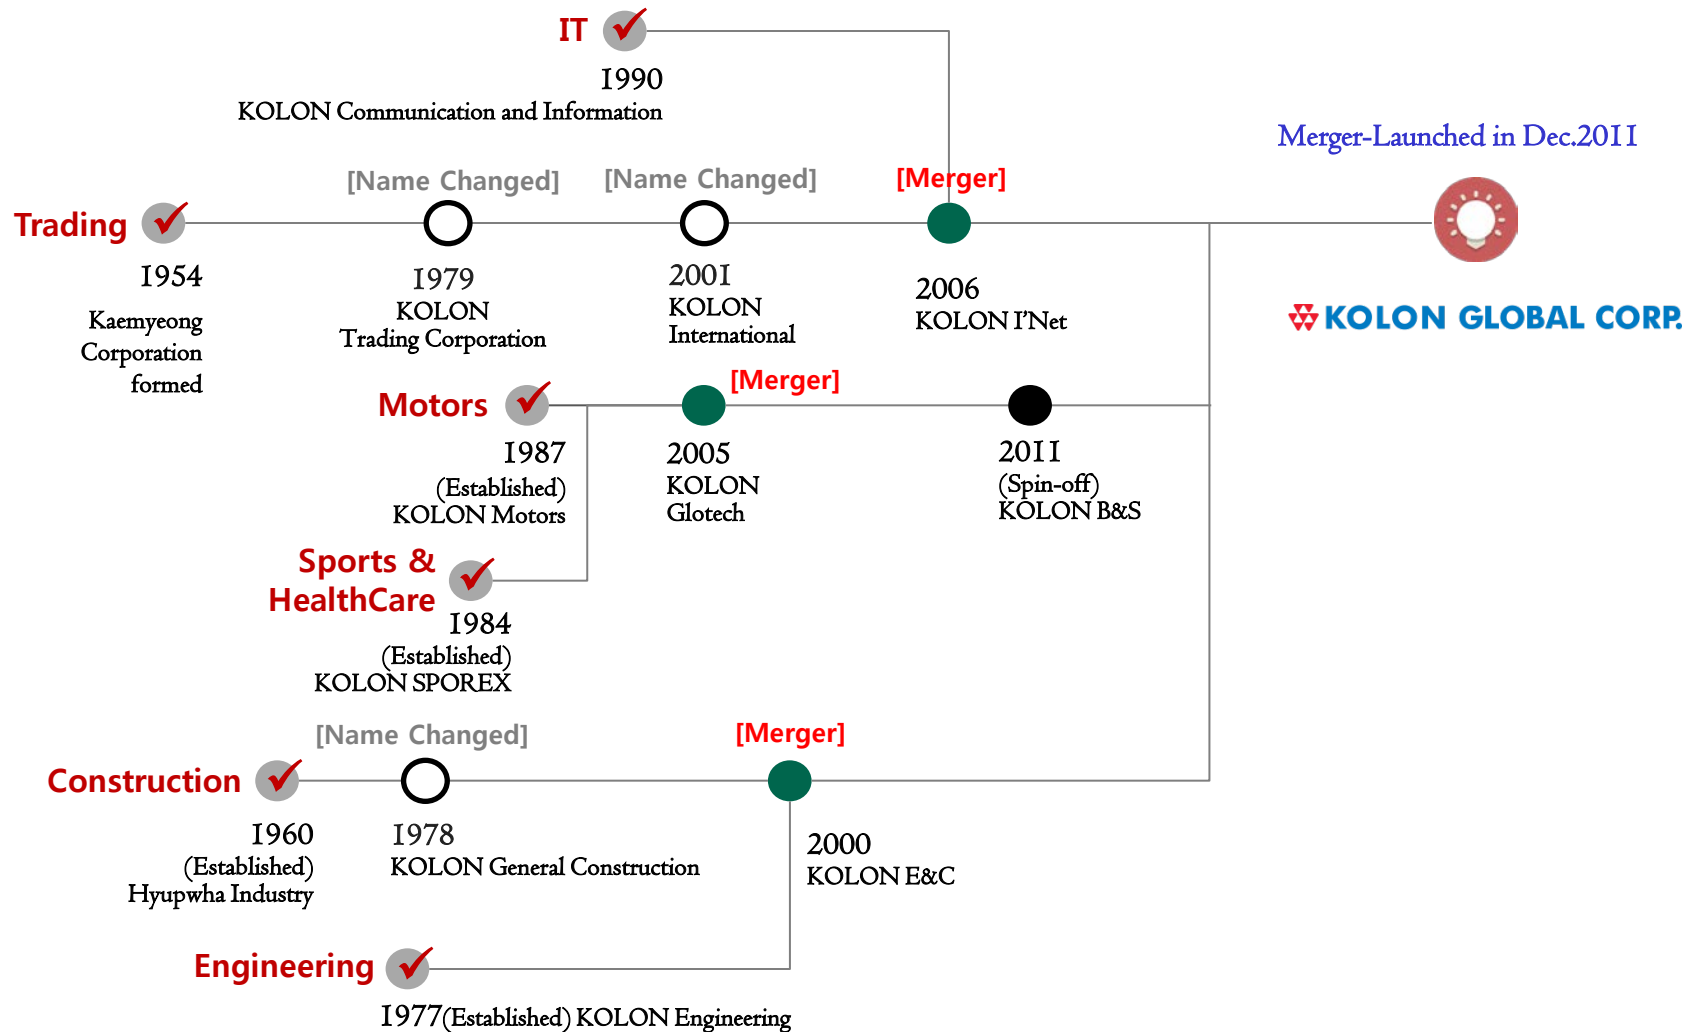 IT
1990
KOLON Communication and Information
Merger-Launched in Dec.2011
[Name Changed]
[Name Changed]
[Merger]
Trading
1954
Kaemyeong
Corporation
formed
1979
KOLON
Trading Corporation
2001
KOLON
International
2006
KOLON I'Net
KOLON GLOBAL CORP.
[Merger]
Motors
1987
(Established)
KOLON Motors
2005
KOLON
Glotech
2011
(Spin-off)
KOLON B&S
Sports &
HealthCare
1984
(Established)
KOLON SPOREX
[Name Changed]
[Merger]
Construction
1960
(Established)
Hyupwha Industry
1978
KOLON General Construction
2000
KOLON E&C
Engineering
1977(Established) KOLON Engineering